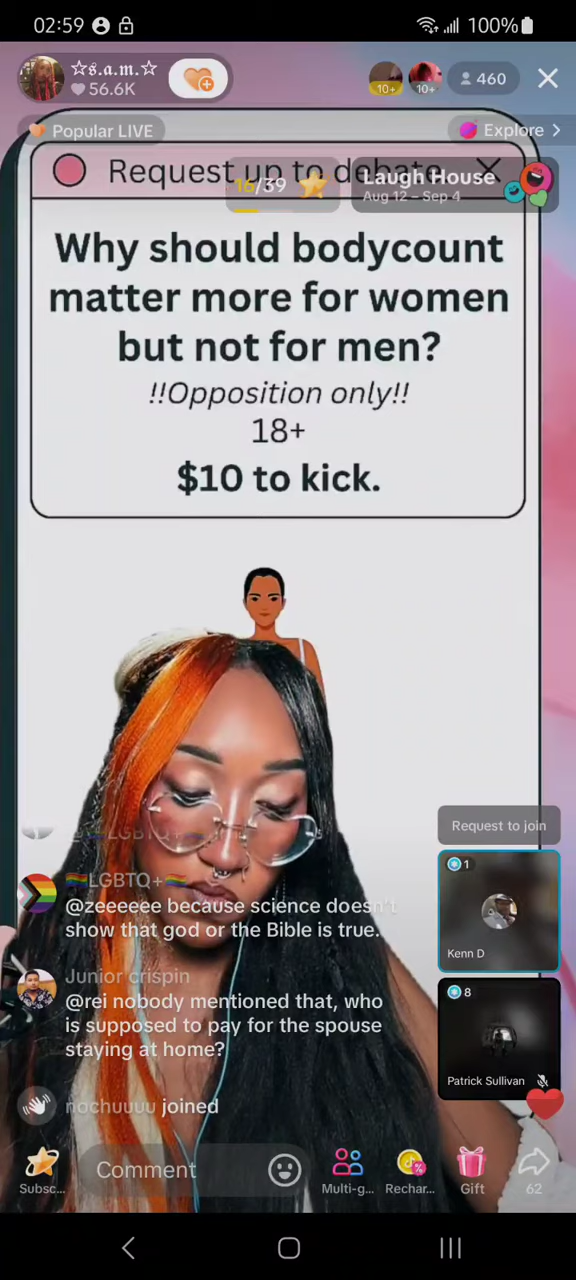 02:59
100%
☆𝔰.𝔞.𝔪.☆
56.6K
10+
10+
460
Popular LIVE
Explore
Request up to debate
16/39
Laugh House
Aug 12 – Sep 4
Why should bodycount
matter more for women
but not for men?
!!Opposition only!!
18+
$10 to kick.
Request to join
1
Kenn D
8
Patrick Sullivan
🏳️‍🌈LGBTQ+🏳️‍🌈
@zeeeeee because science doesn't
show that god or the Bible is true.
Junior crispin
@rei nobody mentioned that, who
is supposed to pay for the spouse
staying at home?
nochuuuu joined
Subsc...
Comment
Multi-g...
Rechar...
Gift
62